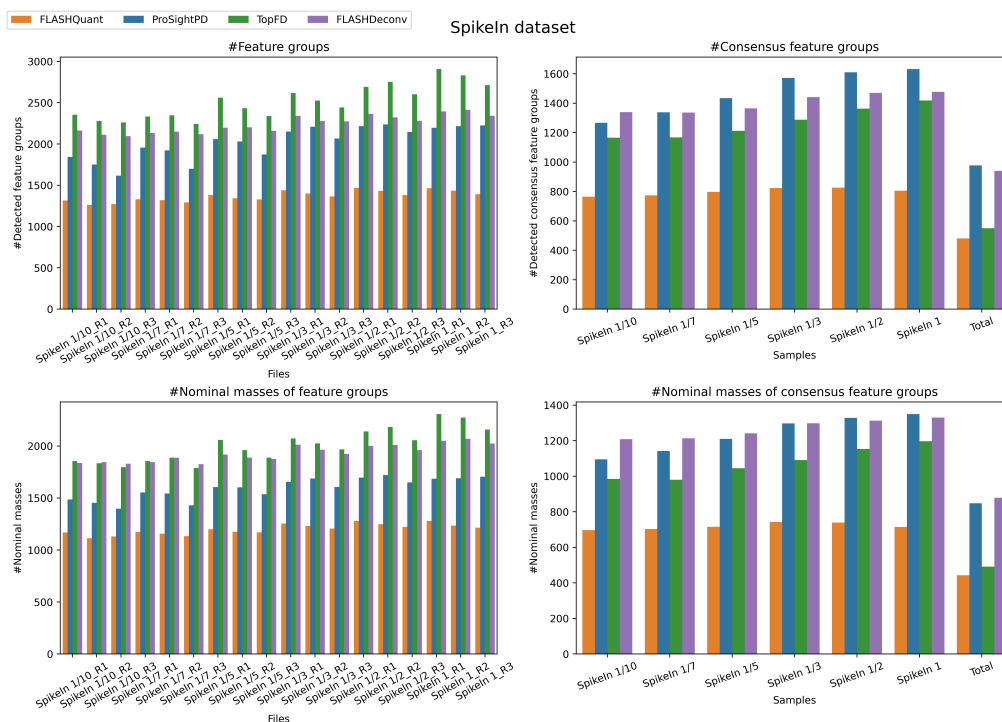 FLASHQuant ProSightPD TopFD FLASHDeconv
SpikeIn dataset
#Feature groups
#Detected feature groups
3000
2500
2000
1500
1000
500
0
SpikeIn 1/10_R1
SpikeIn 1/10_R2
SpikeIn 1/10_R3
SpikeIn 1/7_R1
SpikeIn 1/7_R2
SpikeIn 1/7_R3
SpikeIn 1/5_R1
SpikeIn 1/5_R2
SpikeIn 1/5_R3
SpikeIn 1/3_R1
SpikeIn 1/3_R2
SpikeIn 1/3_R3
SpikeIn 1/2_R1
SpikeIn 1/2_R2
SpikeIn 1/2_R3
SpikeIn 1_R1
SpikeIn 1_R2
SpikeIn 1_R3
Files
#Consensus feature groups
#Detected consensus feature groups
1600
1400
1200
1000
800
600
400
200
0
SpikeIn 1/10
SpikeIn 1/7
SpikeIn 1/5
SpikeIn 1/3
SpikeIn 1/2
SpikeIn 1
Total
Samples
#Nominal masses of feature groups
#Nominal masses
2000
1500
1000
500
0
SpikeIn 1/10_R1
SpikeIn 1/10_R2
SpikeIn 1/10_R3
SpikeIn 1/7_R1
SpikeIn 1/7_R2
SpikeIn 1/7_R3
SpikeIn 1/5_R1
SpikeIn 1/5_R2
SpikeIn 1/5_R3
SpikeIn 1/3_R1
SpikeIn 1/3_R2
SpikeIn 1/3_R3
SpikeIn 1/2_R1
SpikeIn 1/2_R2
SpikeIn 1/2_R3
SpikeIn 1_R1
SpikeIn 1_R2
SpikeIn 1_R3
Files
#Nominal masses of consensus feature groups
#Nominal masses
1400
1200
1000
800
600
400
200
0
SpikeIn 1/10
SpikeIn 1/7
SpikeIn 1/5
SpikeIn 1/3
SpikeIn 1/2
SpikeIn 1
Total
Samples